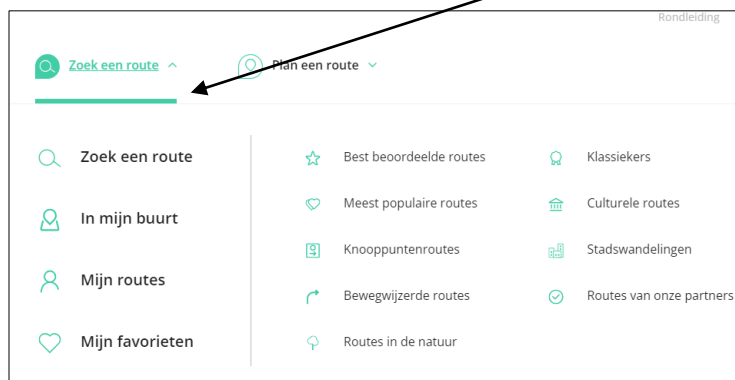 Rondleiding
Zoek een route
Plan een route
Zoek een route
In mijn buurt
Mijn routes
Mijn favorieten
Best beoordeelde routes
Meest populaire routes
Knooppuntenroutes
Bewegwijzerde routes
Routes in de natuur
Klassiekers
Culturele routes
Stadswandelingen
Routes van onze partners